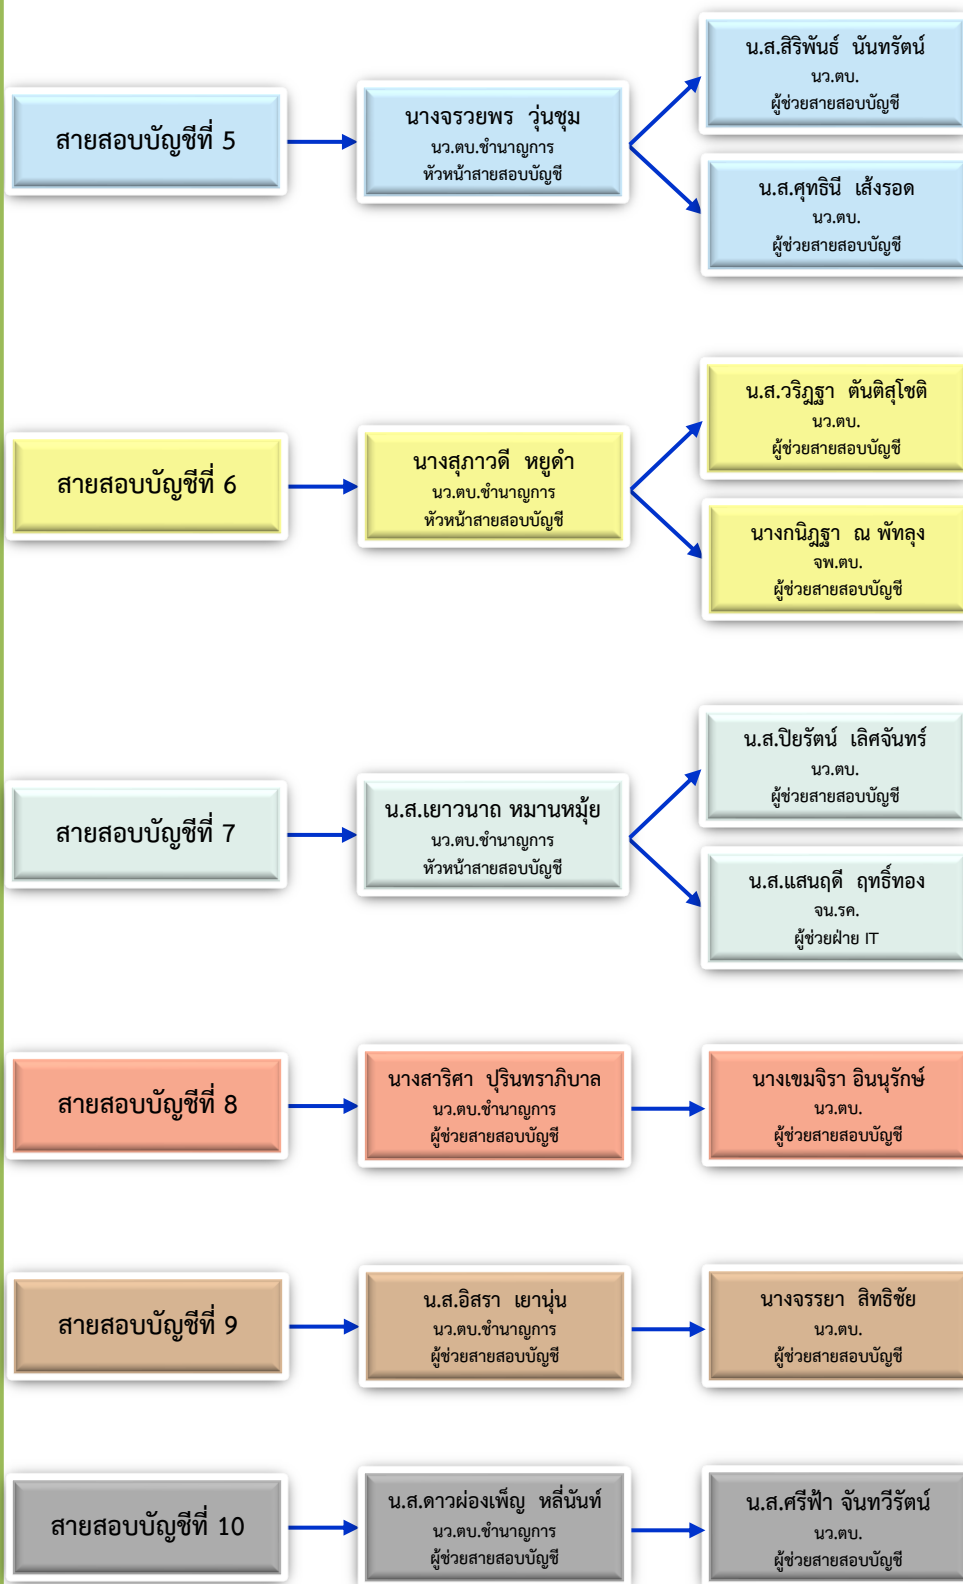 สายสอบบัญชีที่ 5
นางจรวยพร วุ่นชุม
นว.ตบ.ชำนาญการ
หัวหน้าสายสอบบัญชี
น.ส.สิริพันธ์ นันทรัตน์
นว.ตบ.
ผู้ช่วยสายสอบบัญชี
น.ส.ศุทธินี เส้งรอด
นว.ตบ.
ผู้ช่วยสายสอบบัญชี
สายสอบบัญชีที่ 6
นางสุภาวดี หยูดำ
นว.ตบ.ชำนาญการ
หัวหน้าสายสอบบัญชี
น.ส.วริฎฐา ตันติสุโชติ
นว.ตบ.
ผู้ช่วยสายสอบบัญชี
นางกนิฎฐา ณ พัทลุง
จพ.ตบ.
ผู้ช่วยสายสอบบัญชี
สายสอบบัญชีที่ 7
น.ส.เยาวนาถ หมานหมุ้ย
นว.ตบ.ชำนาญการ
หัวหน้าสายสอบบัญชี
น.ส.ปิยรัตน์ เลิศจันทร์
นว.ตบ.
ผู้ช่วยสายสอบบัญชี
น.ส.แสนฤดี ฤทธิ์ทอง
จน.รค.
ผู้ช่วยฝ่าย IT
สายสอบบัญชีที่ 8
นางสาริศา ปุรินทราภิบาล
นว.ตบ.ชำนาญการ
ผู้ช่วยสายสอบบัญชี
นางเขมจิรา อินนุรักษ์
นว.ตบ.
ผู้ช่วยสายสอบบัญชี
สายสอบบัญชีที่ 9
น.ส.อิสรา เยานุ่น
นว.ตบ.ชำนาญการ
ผู้ช่วยสายสอบบัญชี
นางจรรยา สิทธิชัย
นว.ตบ.
ผู้ช่วยสายสอบบัญชี
สายสอบบัญชีที่ 10
น.ส.ดาวผ่องเพ็ญ หลี่นันท์
นว.ตบ.ชำนาญการ
ผู้ช่วยสายสอบบัญชี
น.ส.ศรีฟ้า จันทวีรัตน์
นว.ตบ.
ผู้ช่วยสายสอบบัญชี